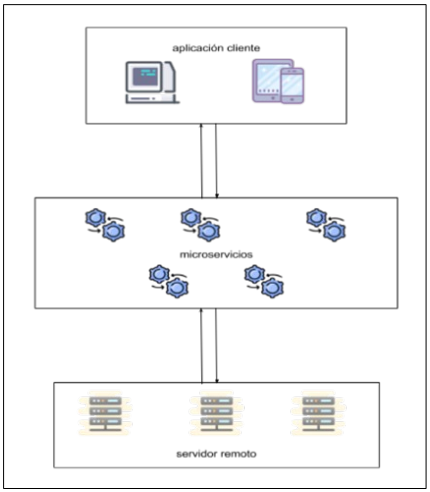 aplicación cliente
microservicios
servidor remoto